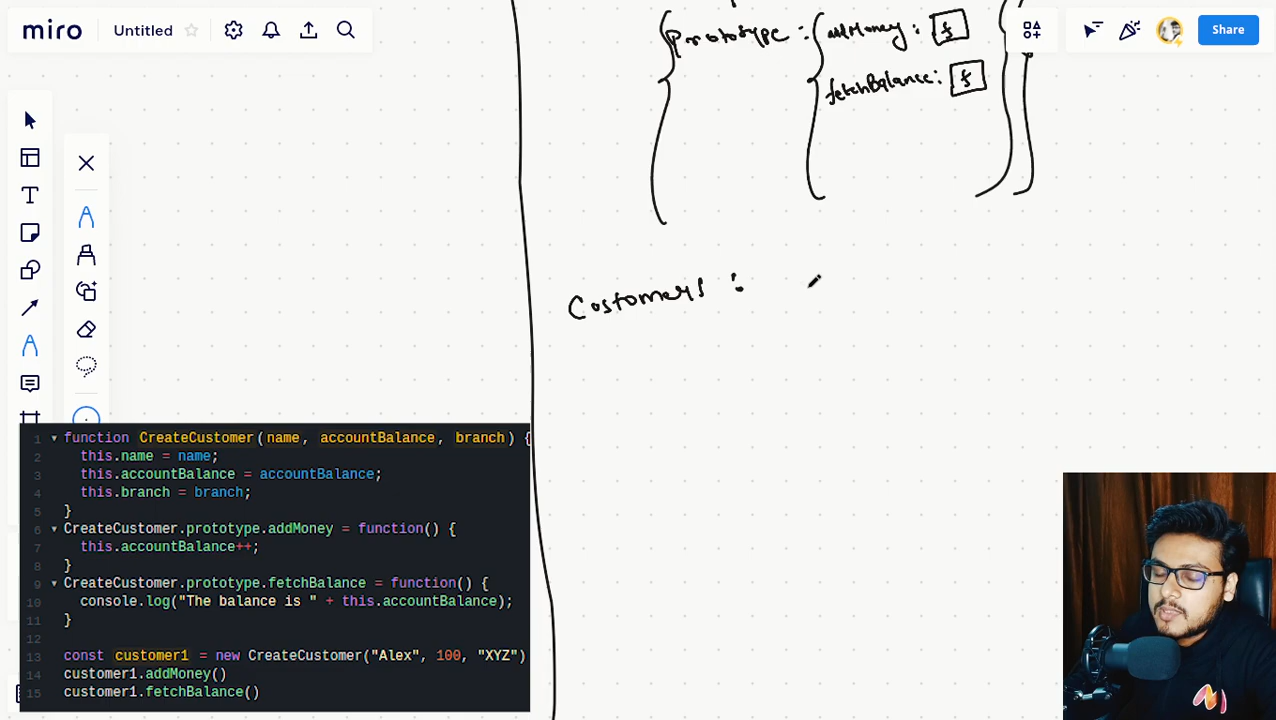 miro Untitled Share
Prototype : addMoney : f
fetchBalance : f
Costomers :
1 function CreateCustomer(name, accountBalance, branch) {
2 this.name = name;
3 this.accountBalance = accountBalance;
4 this.branch = branch;
5 }
6 CreateCustomer.prototype.addMoney = function() {
7 this.accountBalance++;
8 }
9 CreateCustomer.prototype.fetchBalance = function() {
10 console.log("The balance is " + this.accountBalance);
11 }
12
13 const customer1 = new CreateCustomer("Alex", 100, "XYZ")
14 customer1.addMoney()
15 customer1.fetchBalance()